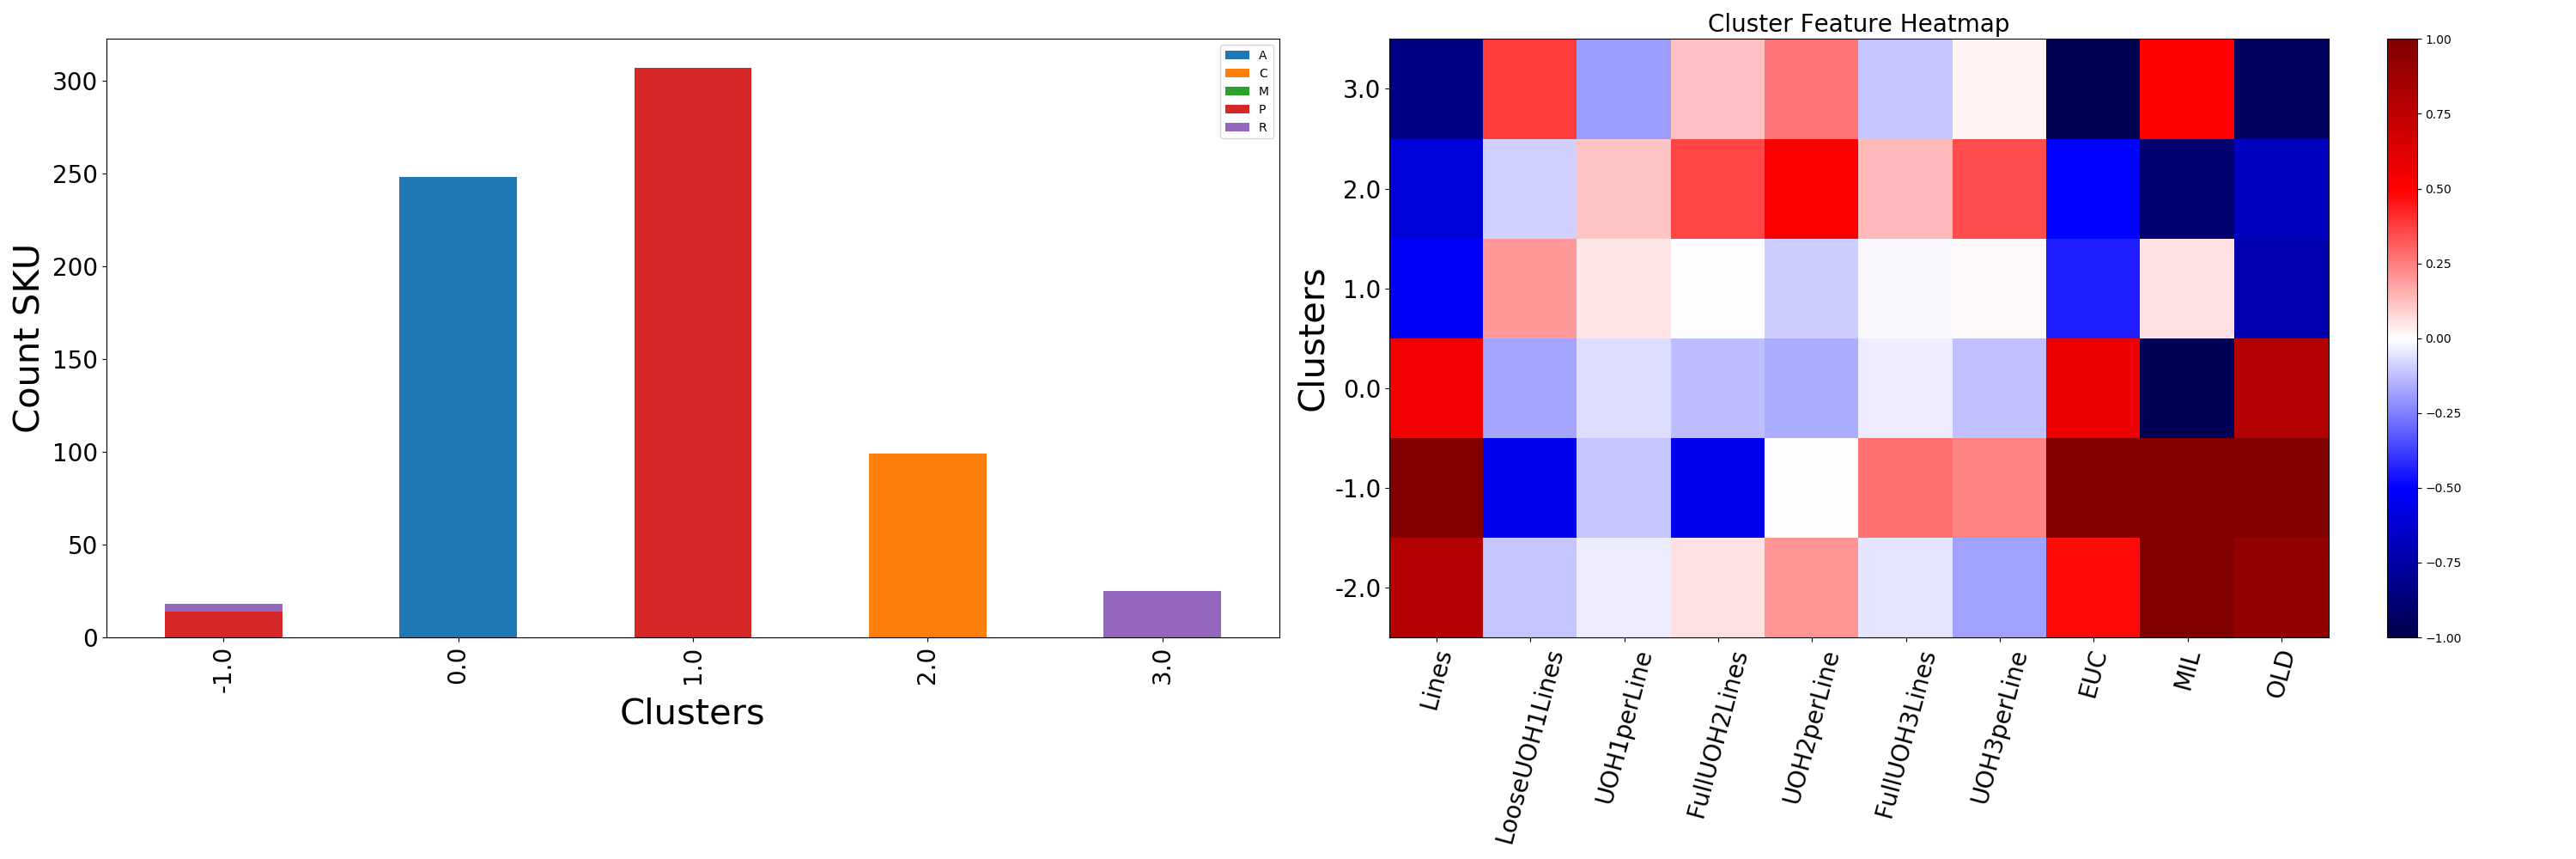 Count SKU
300
250
200
150
100
50
0
-1.0
0.0
1.0
2.0
3.0
Clusters
A
C
M
P
R
Cluster Feature Heatmap
Clusters
3.0
2.0
1.0
0.0
-1.0
-2.0
Lines
LooseUOH1Lines
UOH1perLine
FullUOH2Lines
UOH2perLine
FullUOH3Lines
UOH3perLine
EUC
MIL
OLD
1.00
0.75
0.50
0.25
0.00
−0.25
−0.50
−0.75
−1.00